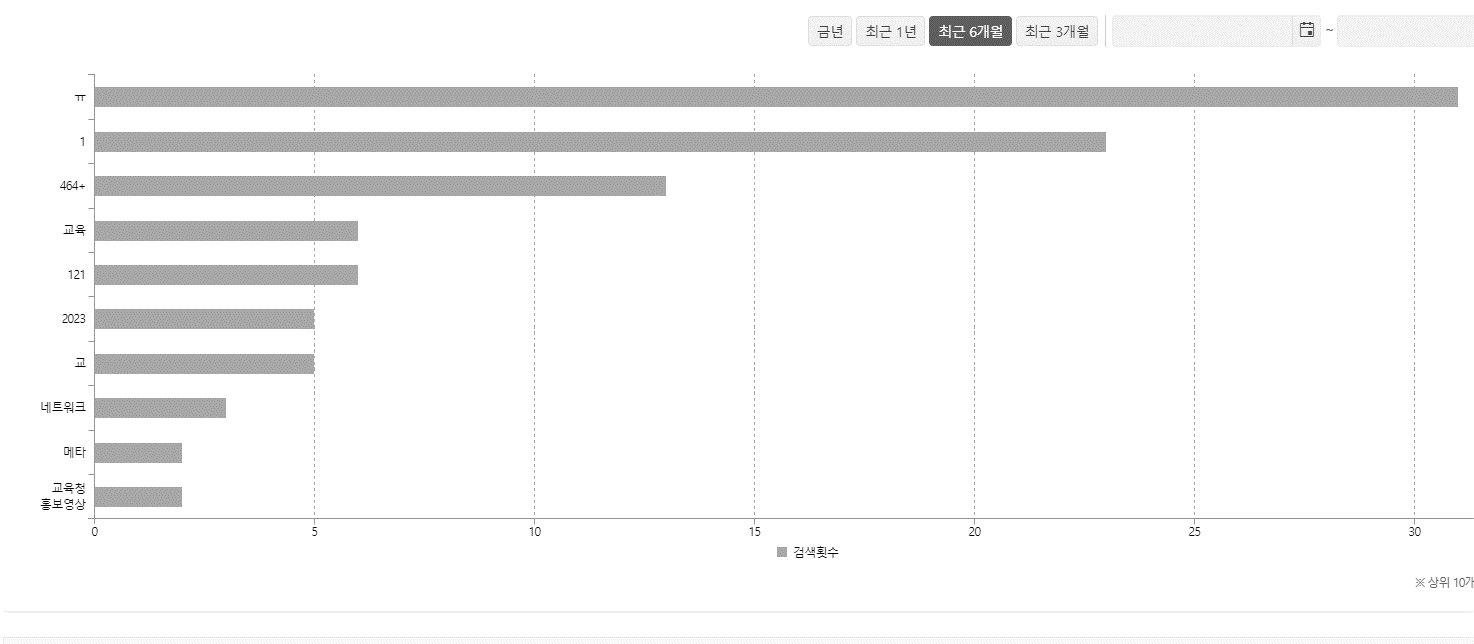 금년 최근 1년 최근 6개월 최근 3개월 ~
ㅠ
1
464+
교육
121
2023
교
네트워크
메타
교육청
홍보영상
0 5 10 15 20 25 30
검색횟수
※ 상위 10개